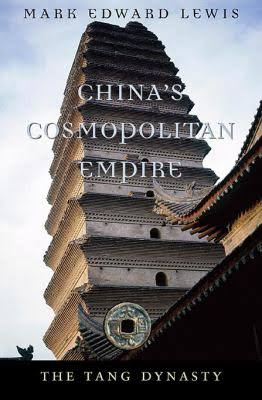 MARK EDWARD LEWIS
CHINA'S
COSMOPOLITAN
EMPIRE
THE TANG DYNASTY